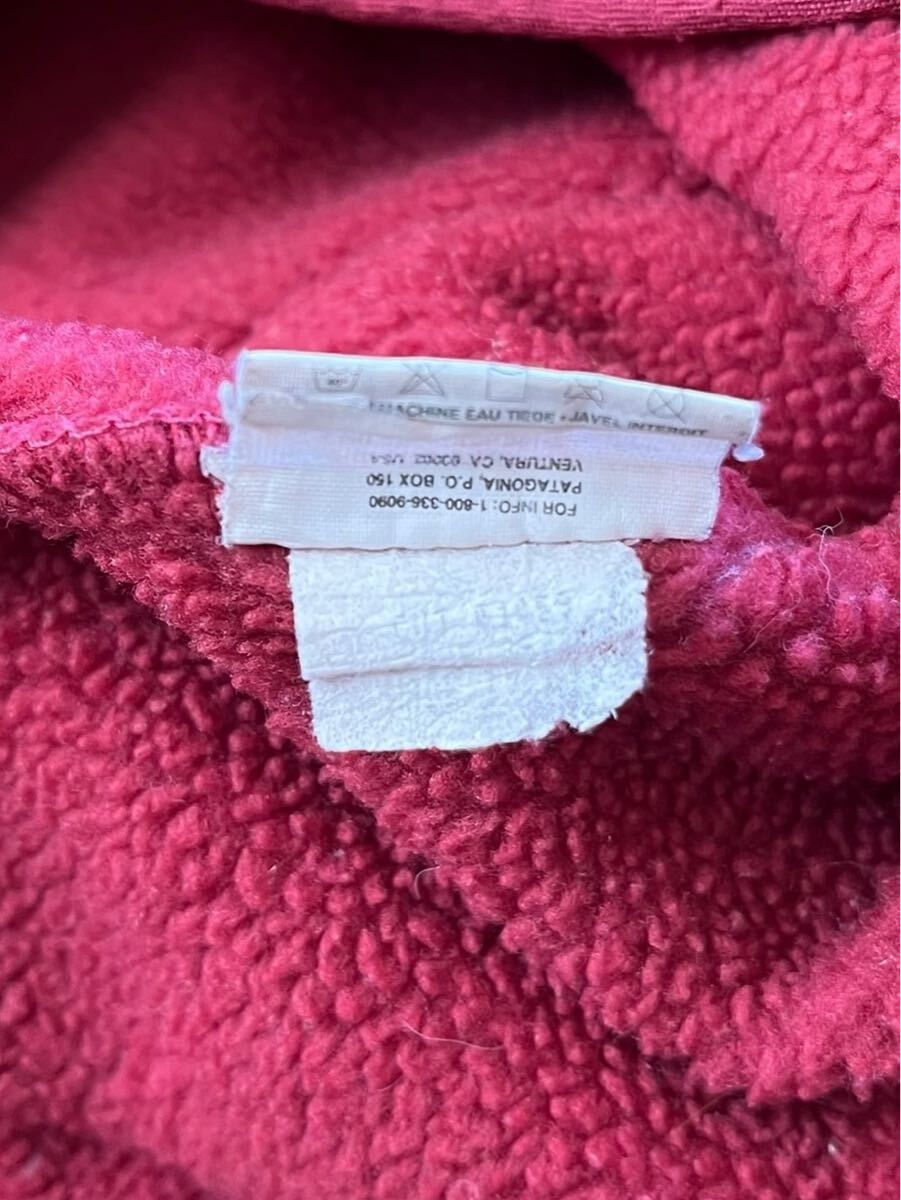 MACHINE EAU TIEDE • JAVEL INTERDIT
FOR INFO: 1-800-336-9090
PATAGONIA, P.O. BOX 150
VENTURA, CA 93002 USA